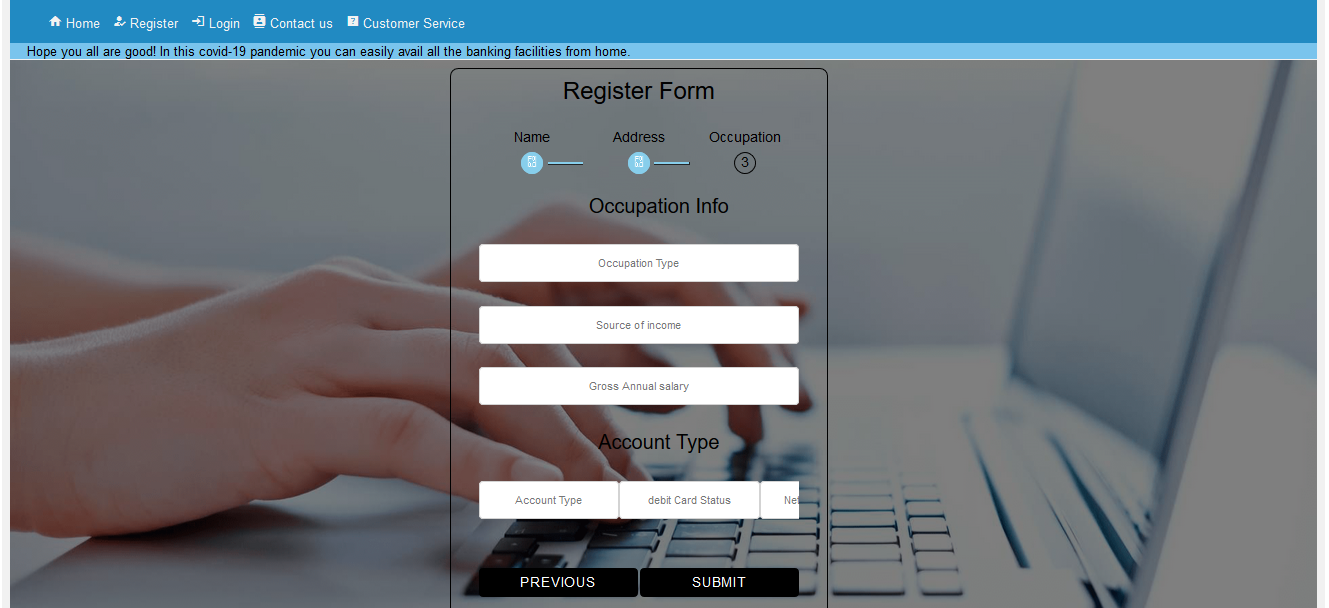 Home Register Login Contact us Customer Service
Hope you all are good! In this covid-19 pandemic you can easily avail all the banking facilities from home.
Register Form
Name Address Occupation
3
Occupation Info
Occupation Type
Source of income
Gross Annual salary
Account Type
Account Type debit Card Status
PREVIOUS SUBMIT